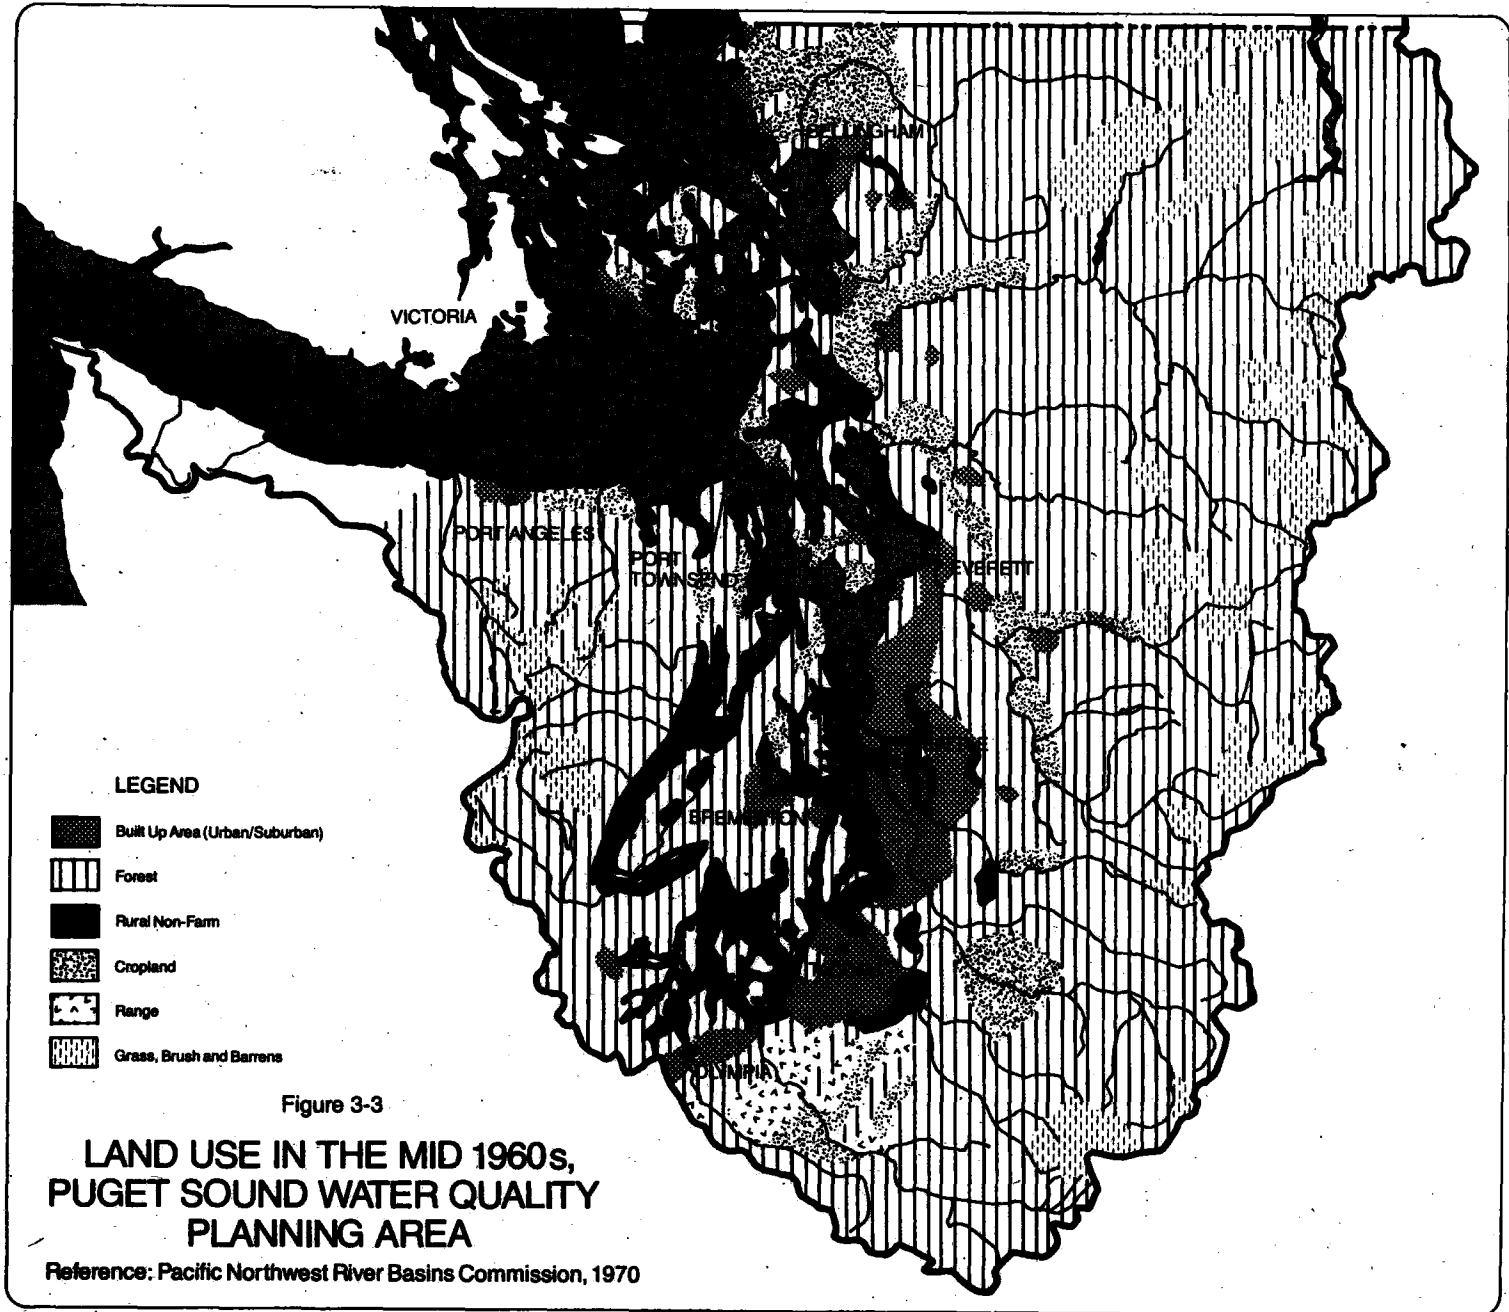 BELLINGHAM
VICTORIA
PORT ANGELES
PORT
TOWNSEND
EVERETT
BREMERTON
OLYMPIA
LEGEND
Built Up Area (Urban/Suburban)
Forest
Rural Non-Farm
Cropland
Range
Grass, Brush and Barrens
Figure 3-3
LAND USE IN THE MID 1960s,
PUGET SOUND WATER QUALITY
PLANNING AREA
Reference: Pacific Northwest River Basins Commission, 1970